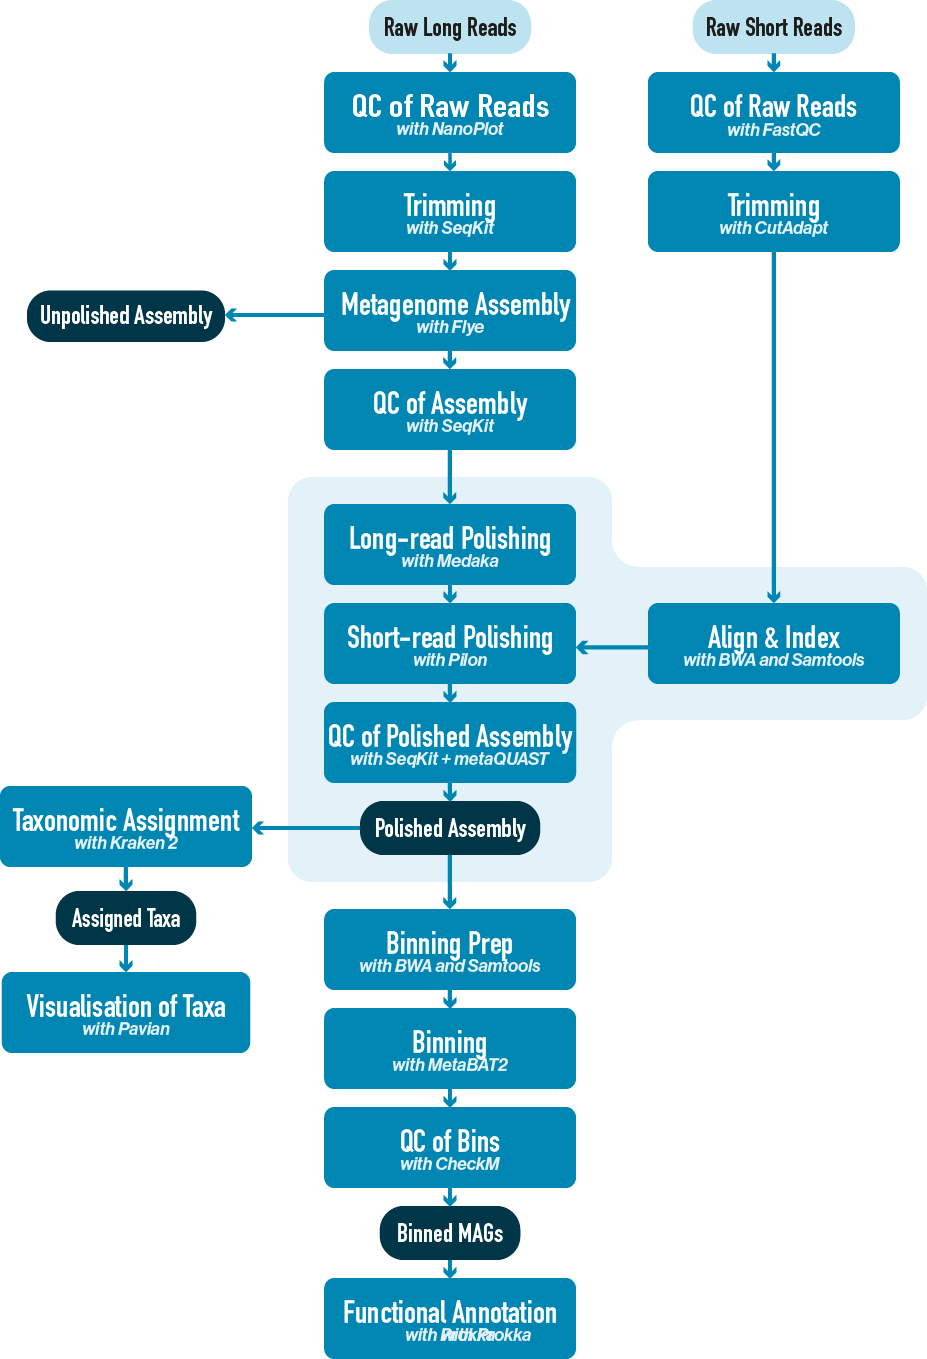 Raw Long Reads
Raw Short Reads
QC of Raw Reads
with NanoPlot
QC of Raw Reads
with FastQC
Trimming
with SeqKit
Trimming
with CutAdapt
Unpolished Assembly
Metagenome Assembly
with Flye
QC of Assembly
with SeqKit
Long-read Polishing
with Medaka
Short-read Polishing
with Pilon
Align & Index
with BWA and Samtools
QC of Polished Assembly
with SeqKit + metaQUAST
Taxonomic Assignment
with Kraken 2
Polished Assembly
Assigned Taxa
Binning Prep
with BWA and Samtools
Visualisation of Taxa
with Pavian
Binning
with MetaBAT2
QC of Bins
with CheckM
Binned MAGs
Functional Annotation
with Prokka
with Prokka